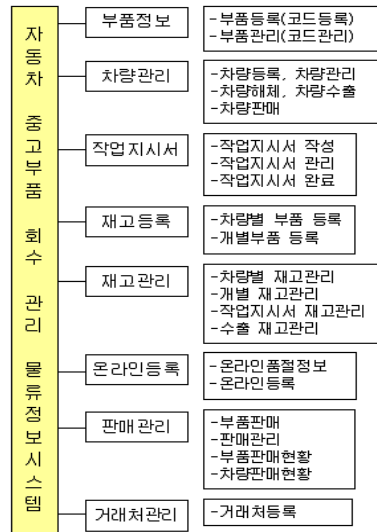 자동차 중고부품 회수 관리 물류정보시스템
부품정보
-부품등록(코드등록)
-부품관리(코드관리)
차량관리
-차량등록, 차량관리
-차량해체, 차량수출
-차량판매
작업지시서
-작업지시서 작성
-작업지시서 관리
-작업지시서 완료
재고등록
-차량별 부품 등록
-개별부품 등록
재고관리
-차량별 재고관리
-개별 재고관리
-작업지시서 재고관리
-수출 재고관리
온라인등록
-온라인품절정보
-온라인등록
판매관리
-부품판매
-판매관리
-부품판매현황
-차량판매현황
거래처관리
-거래처등록